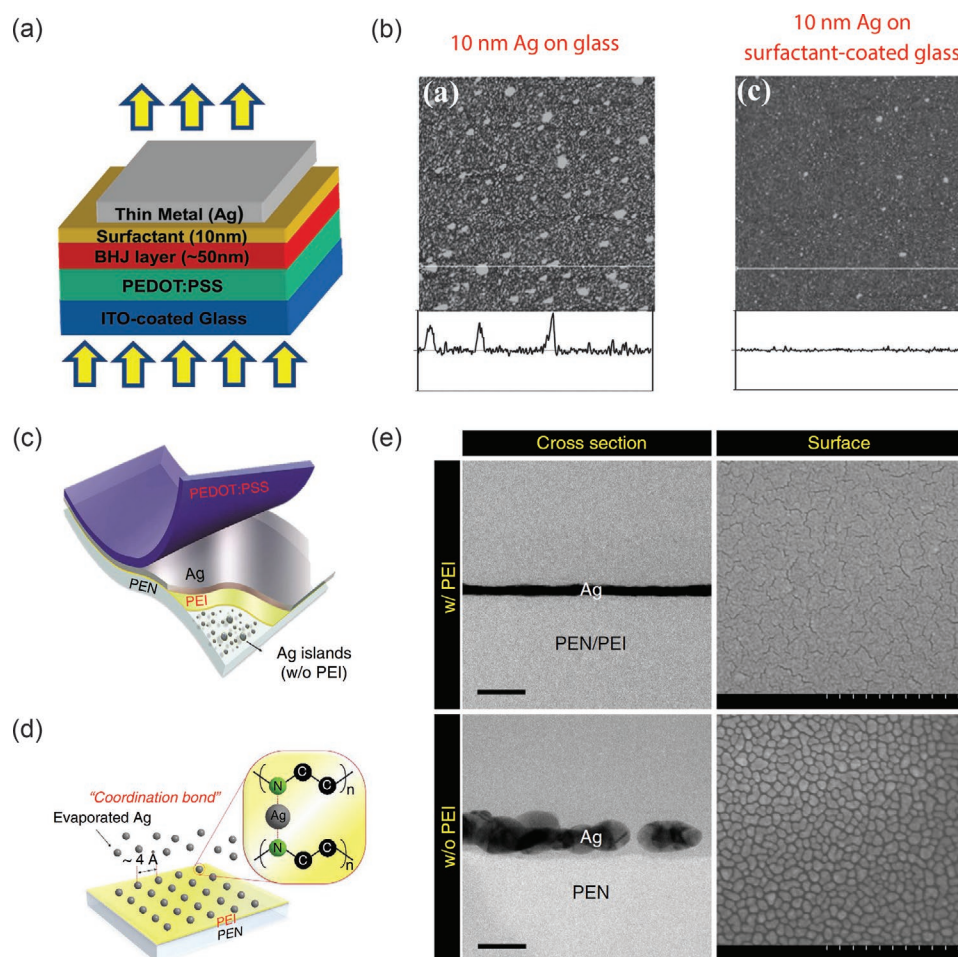 (a)
Thin Metal (Ag)
Surfactant (10nm)
BHJ layer (~50nm)
PEDOT:PSS
ITO-coated Glass
(b)
10 nm Ag on glass
(a)
10 nm Ag on
surfactant-coated glass
(c)
(c)
PEDOT:PSS
PEN
Ag
PEI
Ag islands
(w/o PEI)
(d)
"Coordination bond"
Evaporated Ag
~ 4 Å
N
C
C
n
Ag
N
C
C
n
PEI
PEN
(e)
Cross section
Surface
w/ PEI
Ag
PEN/PEI
w/o PEI
Ag
PEN